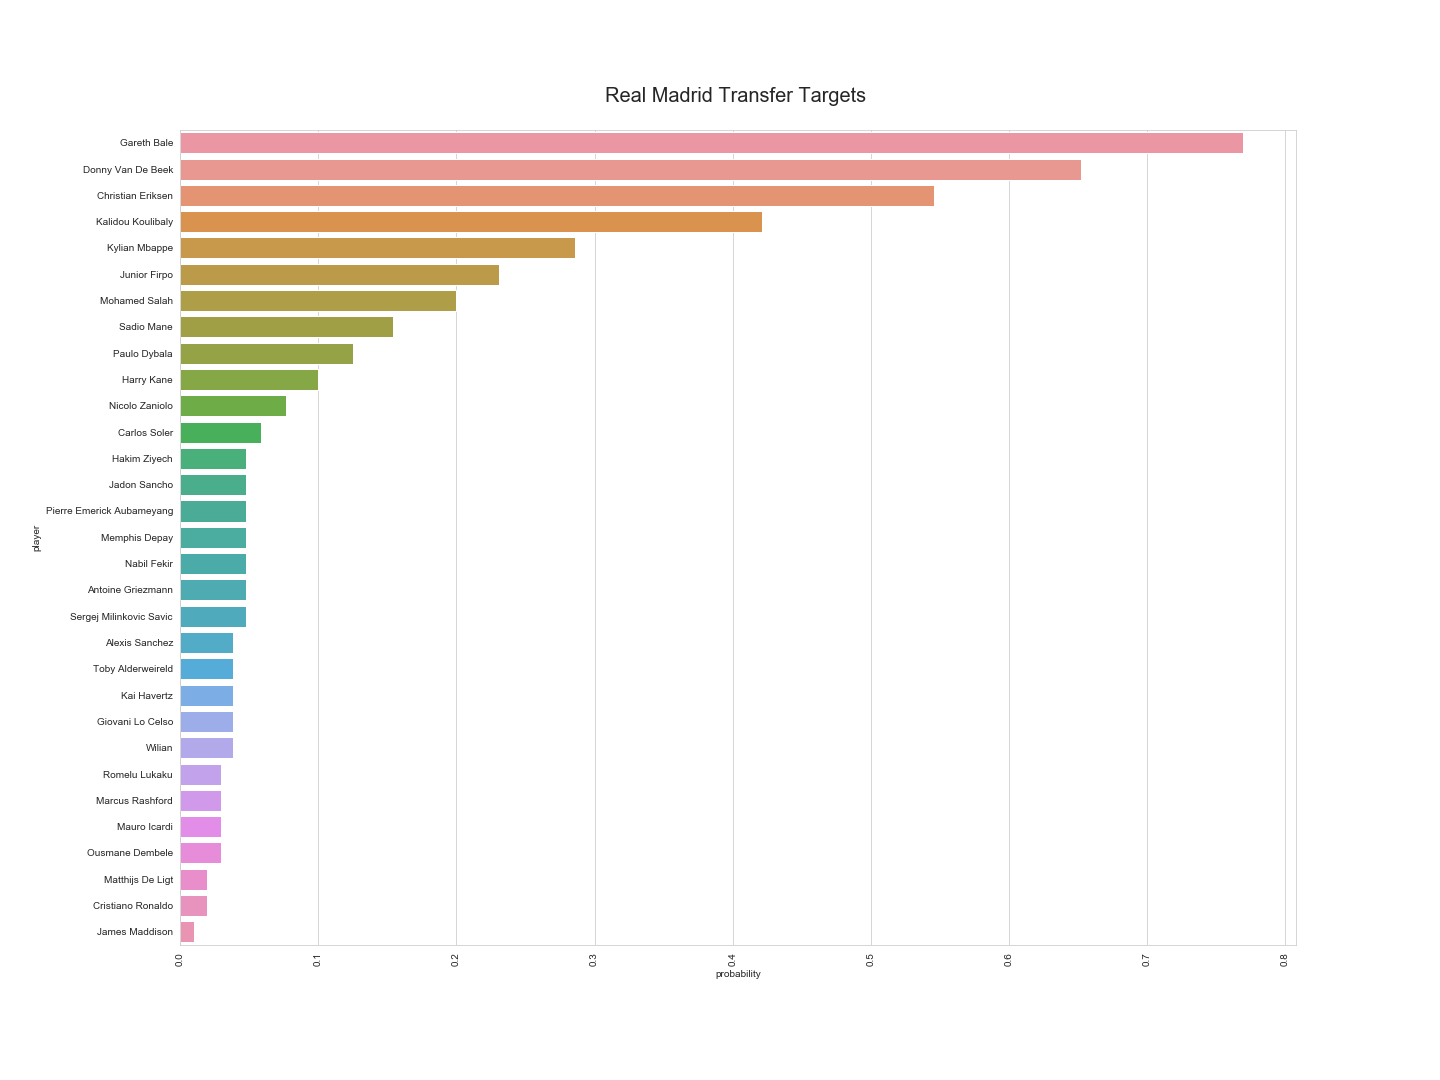 Real Madrid Transfer Targets
player
Gareth Bale
Donny Van De Beek
Christian Eriksen
Kalidou Koulibaly
Kylian Mbappe
Junior Firpo
Mohamed Salah
Sadio Mane
Paulo Dybala
Harry Kane
Nicolo Zaniolo
Carlos Soler
Hakim Ziyech
Jadon Sancho
Pierre Emerick Aubameyang
Memphis Depay
Nabil Fekir
Antoine Griezmann
Sergej Milinkovic Savic
Alexis Sanchez
Toby Alderweireld
Kai Havertz
Giovani Lo Celso
Wilian
Romelu Lukaku
Marcus Rashford
Mauro Icardi
Ousmane Dembele
Matthijs De Ligt
Cristiano Ronaldo
James Maddison
0.0 0.1 0.2 0.3 0.4 0.5 0.6 0.7 0.8
probability